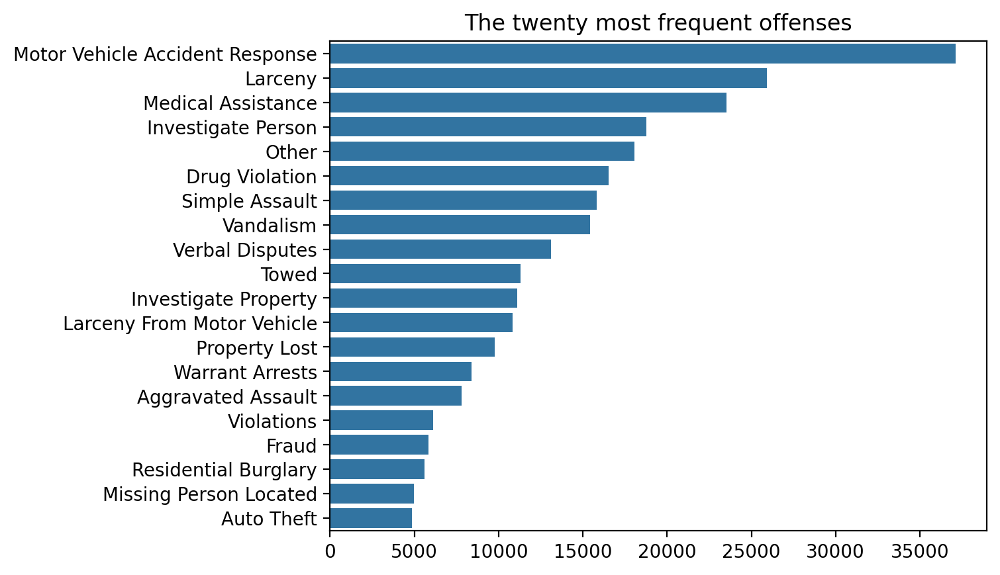 The twenty most frequent offenses
Motor Vehicle Accident Response
Larceny
Medical Assistance
Investigate Person
Other
Drug Violation
Simple Assault
Vandalism
Verbal Disputes
Towed
Investigate Property
Larceny From Motor Vehicle
Property Lost
Warrant Arrests
Aggravated Assault
Violations
Fraud
Residential Burglary
Missing Person Located
Auto Theft
0 5000 10000 15000 20000 25000 30000 35000